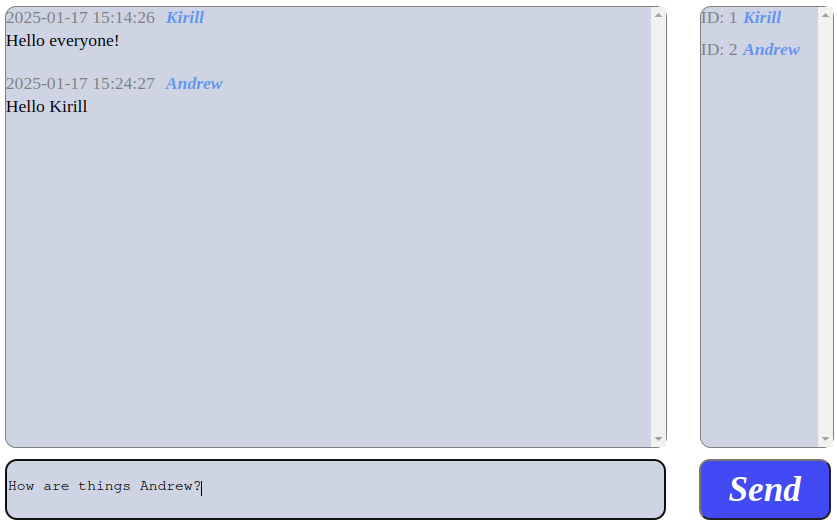 2025-01-17 15:14:26 Kirill
Hello everyone!
2025-01-17 15:24:27 Andrew
Hello Kirill
ID: 1 Kirill
ID: 2 Andrew
How are things Andrew?
Send